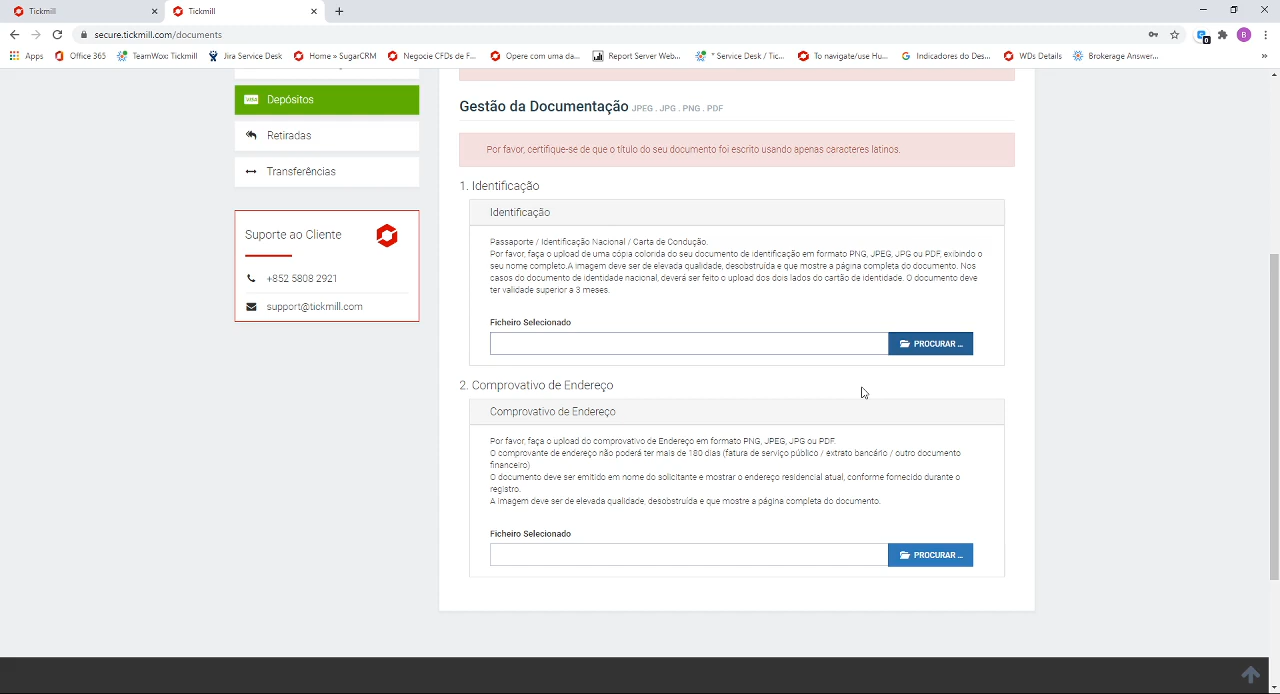 Tickmill
Tickmill
secure.tickmill.com/documents
Apps
Office 365
TeamWox: Tickmill
Jira Service Desk
Home » SugarCRM
Negocie CFDs de F...
Opere com uma da...
Report Server Web...
* Service Desk / Tic...
To navigate/use Hu...
Indicadores do Des...
WDs Details
Brokerage Answer...
»
0
B
Depósitos
Retiradas
Transferências
Suporte ao Cliente
+852 5808 2921
support@tickmill.com
Gestão da Documentação JPEG . JPG . PNG . PDF
Por favor, certifique-se de que o título do seu documento foi escrito usando apenas caracteres latinos.
1. Identificação
Identificação
Passaporte / Identificação Nacional / Carta de Condução.
Por favor, faça o upload de uma cópia colorida do seu documento de identificação em formato PNG, JPEG, JPG ou PDF, exibindo o
seu nome completo.A imagem deve ser de elevada qualidade, desobstruída e que mostre a página completa do documento. Nos
casos do documento de identidade nacional, deverá ser feito o upload dos dois lados do cartão de identidade. O documento deve
ter validade superior a 3 meses.
Ficheiro Selecionado
PROCURAR ...
2. Comprovativo de Endereço
Comprovativo de Endereço
Por favor, faça o upload do comprovativo de Endereço em formato PNG, JPEG, JPG ou PDF.
O comprovante de endereço não poderá ter mais de 180 dias (fatura de serviço público / extrato bancário / outro documento
financeiro)
O documento deve ser emitido em nome do solicitante e mostrar o endereço residencial atual, conforme fornecido durante o
registro.
A imagem deve ser de elevada qualidade, desobstruída e que mostre a página completa do documento.
Ficheiro Selecionado
PROCURAR ...